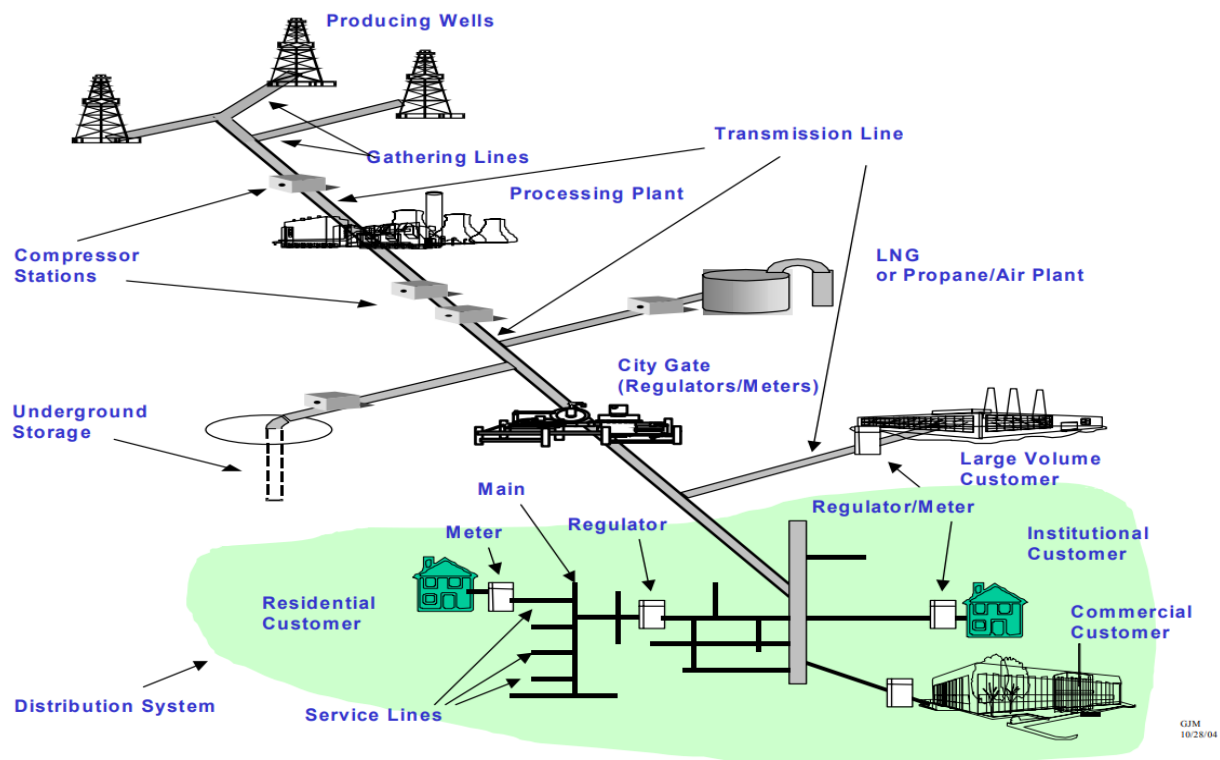 Producing Wells
Transmission Line
Gathering Lines
Processing Plant
Compressor
Stations
LNG
or Propane/Air Plant
City Gate
(Regulators/Meters)
Underground
Storage
Large Volume
Customer
Main
Regulator/Meter
Regulator
Meter
Institutional
Customer
Residential
Customer
Commercial
Customer
Distribution System
Service Lines
GJM
10/28/04